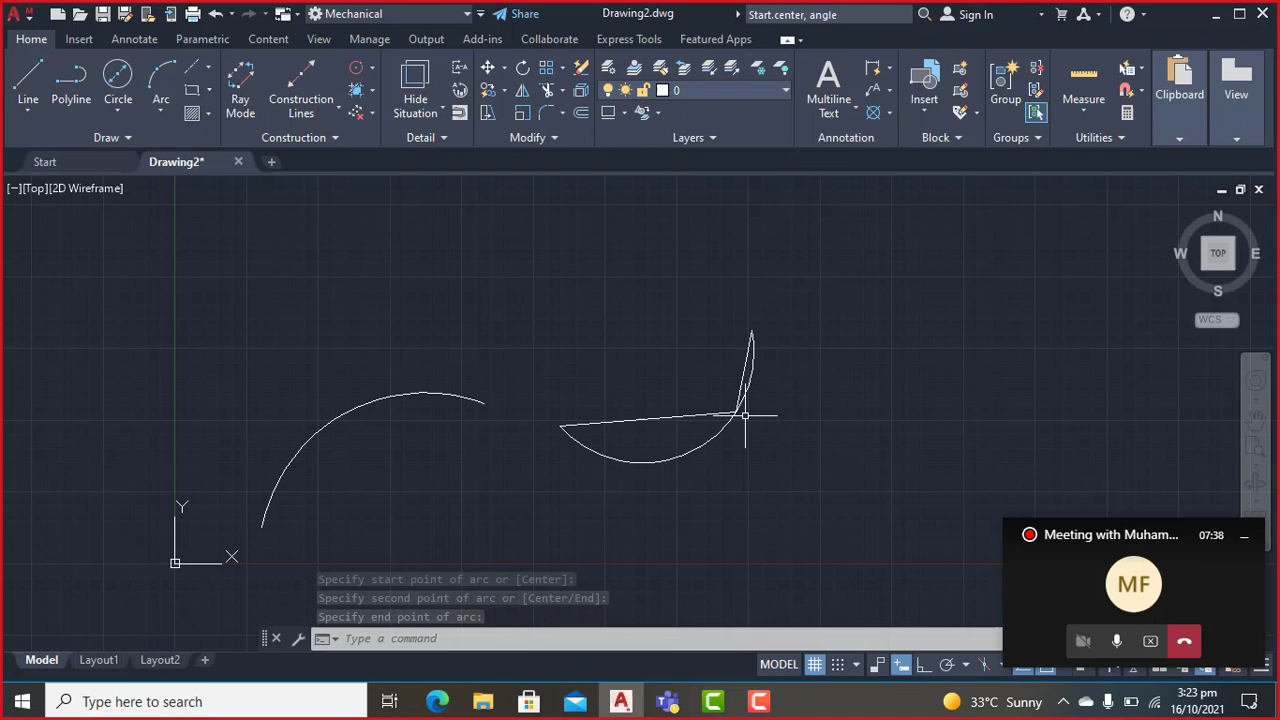 Mechanical
Share
Drawing2.dwg
Start.center, angle
Sign In
Home
Insert
Annotate
Parametric
Content
View
Manage
Output
Add-ins
Collaborate
Express Tools
Featured Apps
Line
Polyline
Circle
Arc
Ray
Mode
Construction
Lines
Hide
Situation
0
Multiline
Text
Insert
Group
Measure
Clipboard
View
Draw
Construction
Detail
Modify
Layers
Annotation
Block
Groups
Utilities
Start
Drawing2*
[−][Top][2D Wireframe]
N
W
TOP
E
S
WCS
Y
X
Meeting with Muham...
07:38
MF
Specify start point of arc or [Center]:
Specify second point of arc or [Center/End]:
Specify end point of arc:
Type a command
Model
Layout1
Layout2
MODEL
Type here to search
33°C Sunny
3:23 pm
16/10/2021